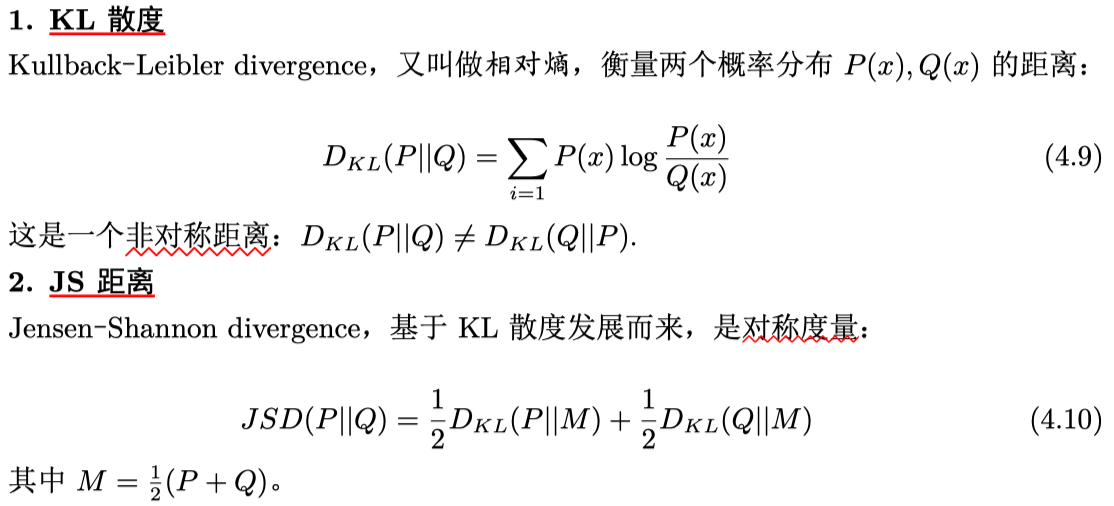 1. KL 散度
Kullback-Leibler divergence，又叫做相对熵，衡量两个概率分布 P(x), Q(x) 的距离：
D_{KL}(P||Q) = \sum_{i=1} P(x) \log \frac{P(x)}{Q(x)} (4.9)
这是一个非对称距离：D_{KL}(P||Q) ≠ D_{KL}(Q||P).
2. JS 距离
Jensen-Shannon divergence，基于 KL 散度发展而来，是对称度量：
JSD(P||Q) = \frac{1}{2} D_{KL}(P||M) + \frac{1}{2} D_{KL}(Q||M) (4.10)
其中 M = \frac{1}{2}(P + Q)。